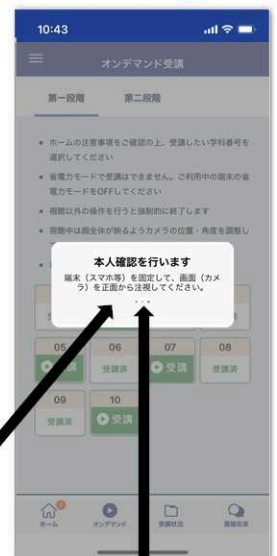 10:43
オンデマンド受講
第一段階
第二段階
ホームの注意事項をご確認の上、受講したい学科番号を
選択してください
省電力モードで受講はできません。ご利用中の端末の省
電力モードをOFFしてください
視聴以外の操作を行うと強制的に終了します
視聴中は顔全体が映るようカメラの位置・角度を調整し
本人確認を行います
端末（スマホ等）を固定して、画面（カメ
ラ）を正面から注視してください。
...
05
06
07
08
受講
受講済
受講
受講済
09
10
受講済
受講
ホーム
オンデマンド
受講状況